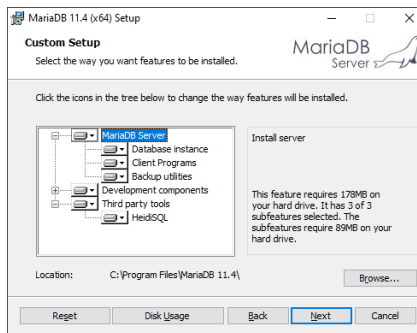 MariaDB 11.4 (x64) Setup
Custom Setup
Select the way you want features to be installed.
MariaDB
Server
Click the icons in the tree below to change the way features will be installed.
MariaDB Server
Database instance
Client Programs
Backup utilities
Development components
Third party tools
HeidiSQL
Install server
This feature requires 178MB on
your hard drive. It has 3 of 3
subfeatures selected. The
subfeatures require 89MB on your
hard drive.
Location: C:\Program Files\MariaDB 11.4\
Browse...
Reset Disk Usage Back Next Cancel